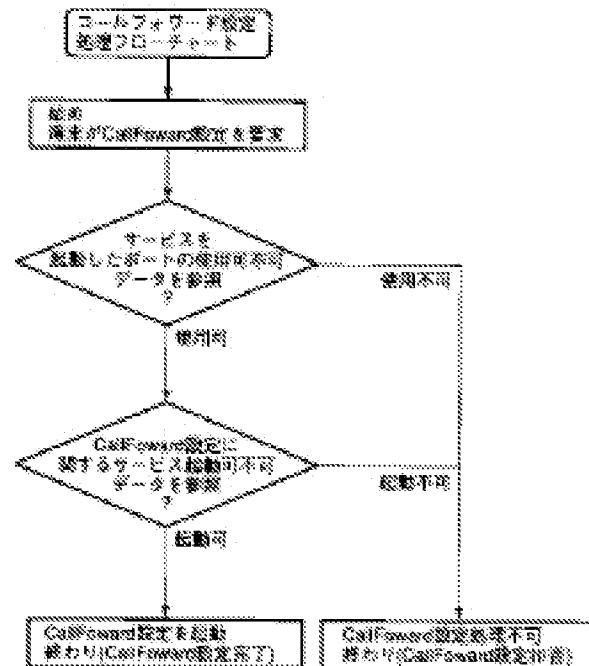 コールフォワード設定
処理フローチャート
始め
端末がCallFoward設定を要求
サービスを
起動したポートの使用可不可
データを参照
?
使用不可
使用可
CallFoward設定に
関するサービス起動可不可
データを参照
?
起動不可
起動可
CallFoward設定を起動
終わり(CallFoward設定完了)
CallFoward設定処理不可
終わり(CallFoward設定拒否)